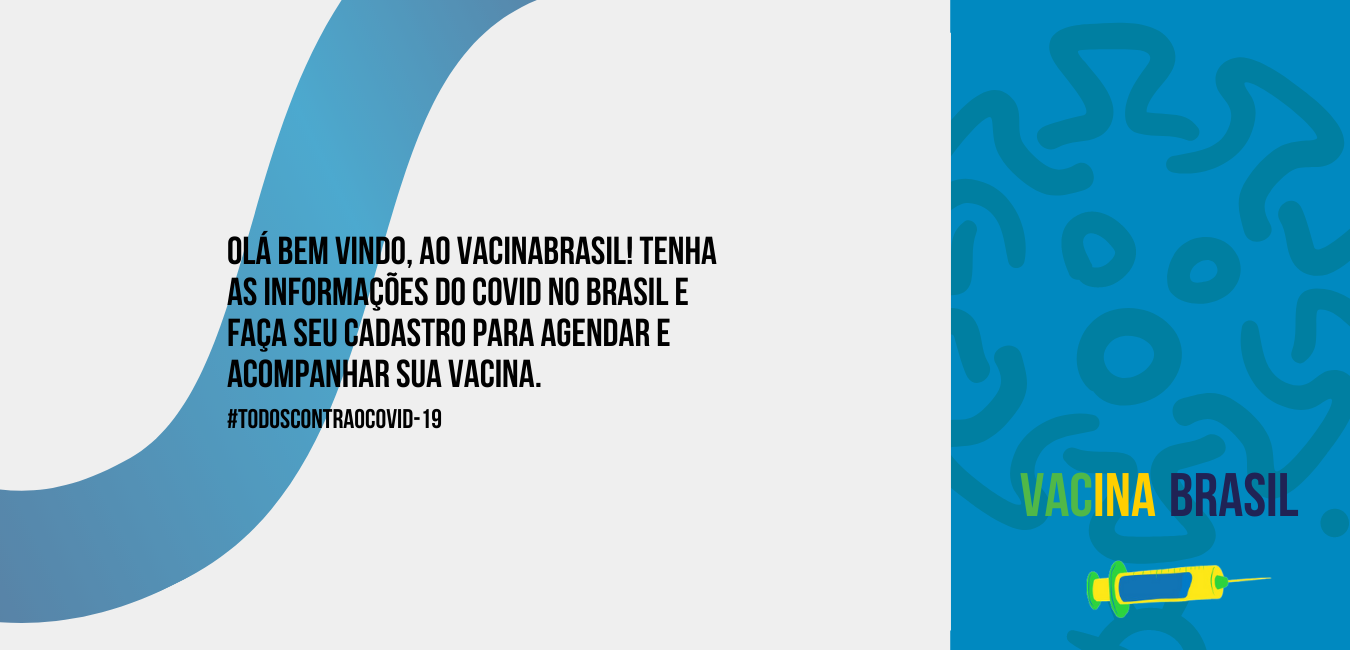 OLÁ BEM VINDO, AO VACINABRASIL! TENHA
AS INFORMAÇÕES DO COVID NO BRASIL E
FAÇA SEU CADASTRO PARA AGENDAR E
ACOMPANHAR SUA VACINA.
#TODOSCONTRAOCOVID-19
VACINA BRASIL